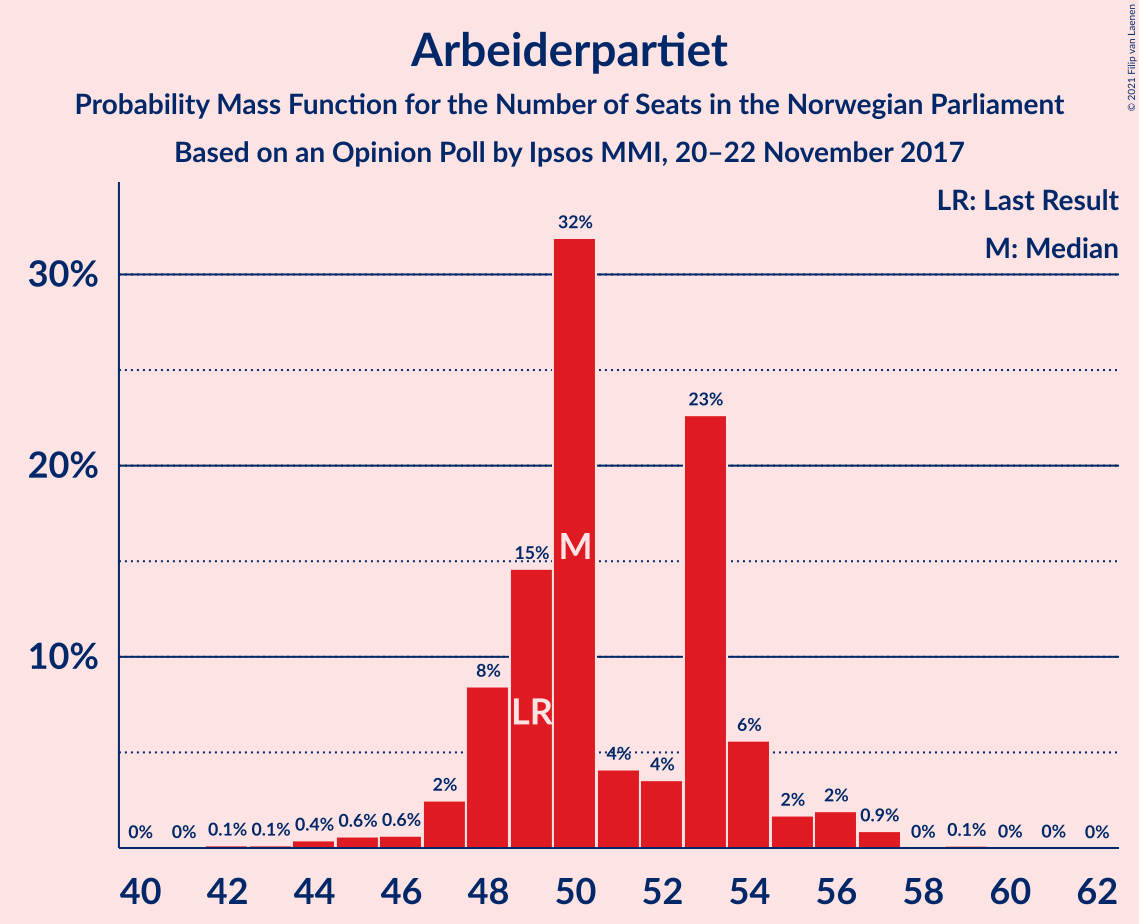 Arbeiderpartiet
Probability Mass Function for the Number of Seats in the Norwegian Parliament
Based on an Opinion Poll by Ipsos MMI, 20–22 November 2017
© 2021 Filip van Laenen
LR: Last Result
M: Median
30%
20%
10%
0% 0% 0.1% 0.1% 0.4% 0.6% 0.6% 2% 8% 15% 32% 4% 4% 23% 6% 2% 2% 0.9% 0% 0.1% 0% 0% 0%
LR
M
40 42 44 46 48 50 52 54 56 58 60 62